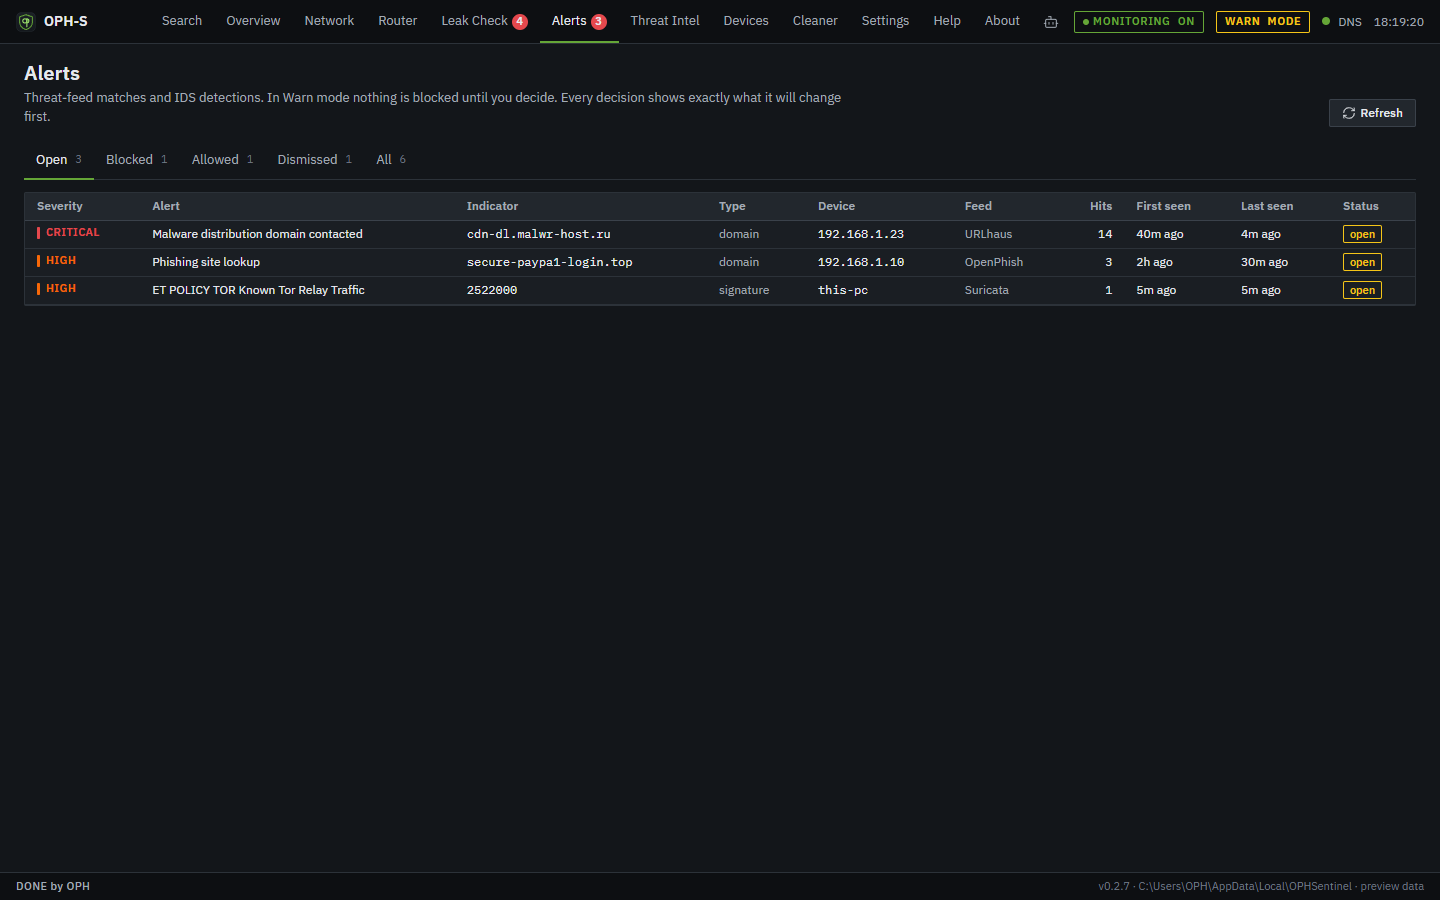 OPH-S Search Overview Network Router Leak Check 4 Alerts 3 Threat Intel Devices Cleaner Settings Help About MONITORING ON WARN MODE DNS 18:19:20
Alerts
Threat-feed matches and IDS detections. In Warn mode nothing is blocked until you decide. Every decision shows exactly what it will change
first.
Refresh
Open 3 Blocked 1 Allowed 1 Dismissed 1 All 6
Severity Alert Indicator Type Device Feed Hits First seen Last seen Status
CRITICAL Malware distribution domain contacted cdn-dl.malwr-host.ru domain 192.168.1.23 URLhaus 14 40m ago 4m ago open
HIGH Phishing site lookup secure-paypa1-login.top domain 192.168.1.10 OpenPhish 3 2h ago 30m ago open
HIGH ET POLICY TOR Known Tor Relay Traffic 2522000 signature this-pc Suricata 1 5m ago 5m ago open
DONE by OPH v0.2.7 · C:\Users\OPH\AppData\Local\OPHSentinel · preview data